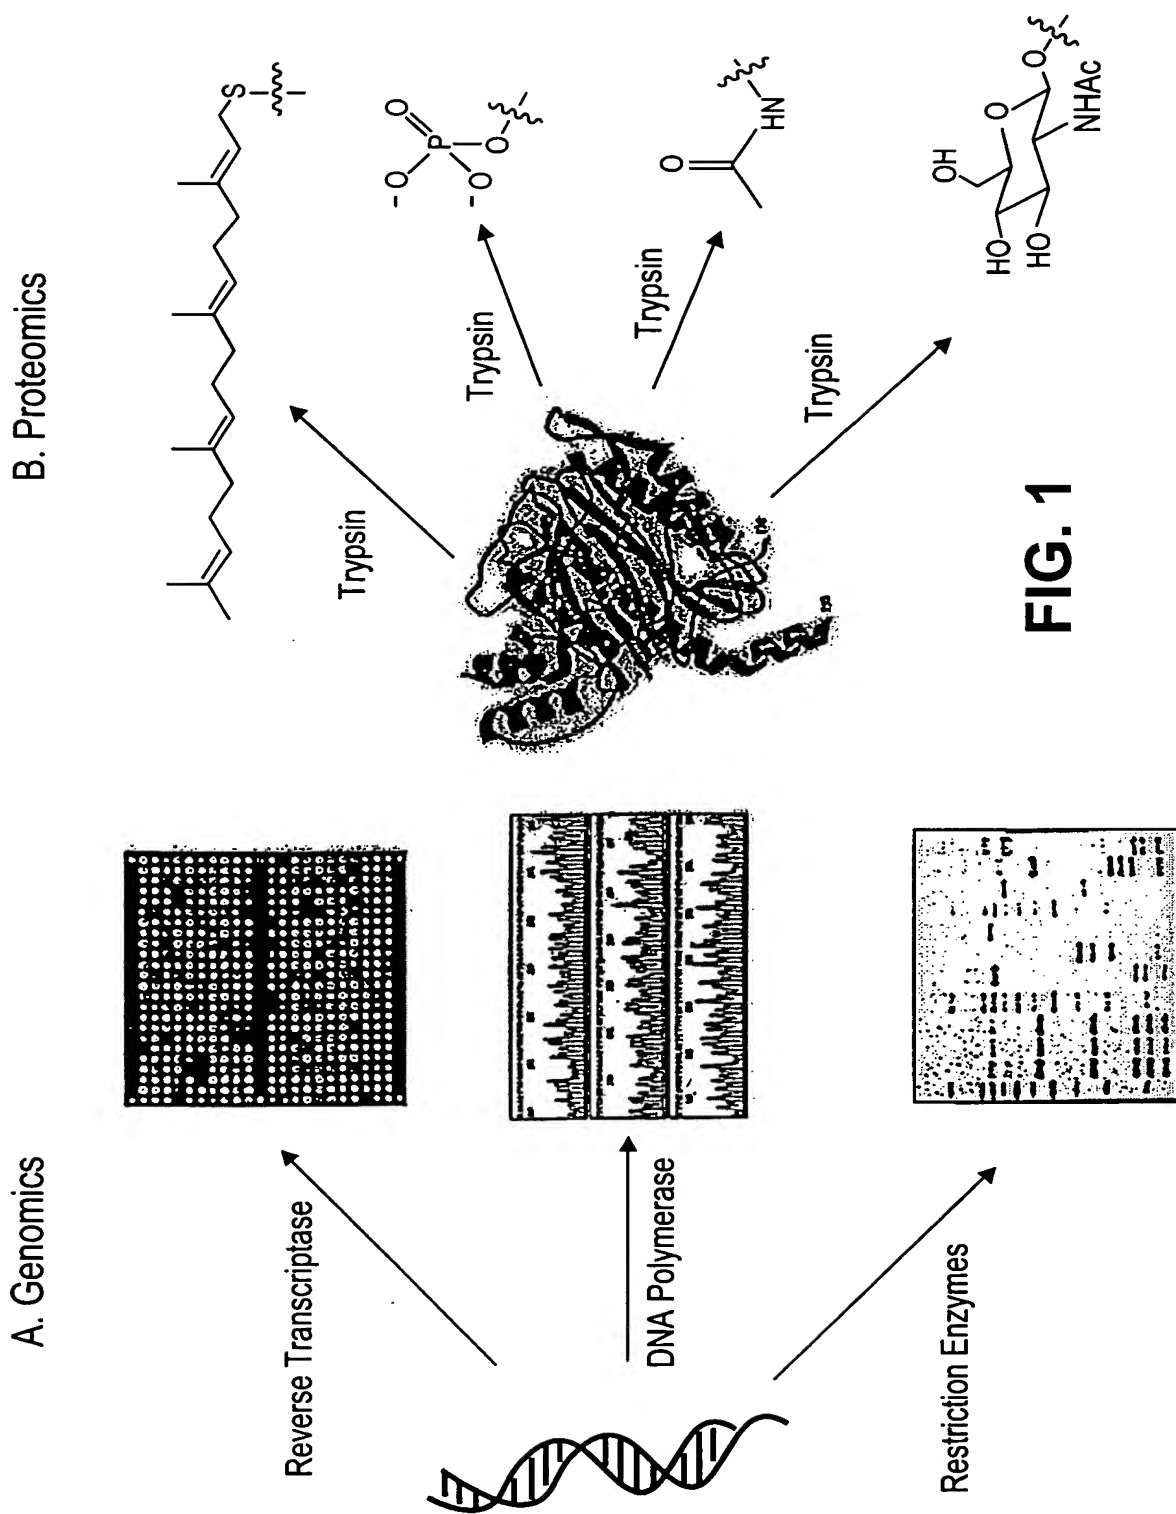 A. Genomics
Reverse Transcriptase
DNA Polymerase
Restriction Enzymes
B. Proteomics
Trypsin
S
Trypsin
O
-O
P
-O
O
Trypsin
O
HN
Trypsin
OH
HO
HO
O
O
NHAc
FIG. 1